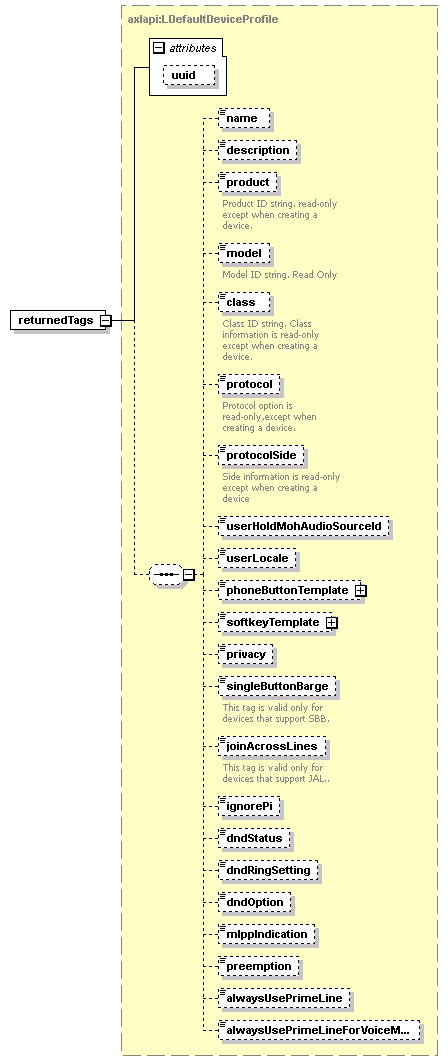 axlapi:LDefaultDeviceProfile
attributes
uuid
name
description
product
Product ID string. read-only
except when creating a
device.
model
Model ID string. Read Only
class
Class ID string. Class
information is read-only
except when creating a
device.
returnedTags
protocol
Protocol option is
read-only,except when
creating a device.
protocolSide
Side information is read-only
except when creating a
device
userHoldMohAudioSourceId
userLocale
phoneButtonTemplate
softkeyTemplate
privacy
singleButtonBarge
This tag is valid only for
devices that support SBB.
joinAcrossLines
This tag is valid only for
devices that support JAL..
ignorePi
dndStatus
dndRingSetting
dndOption
mlppIndication
preemption
alwaysUsePrimeLine
alwaysUsePrimeLineForVoiceM...